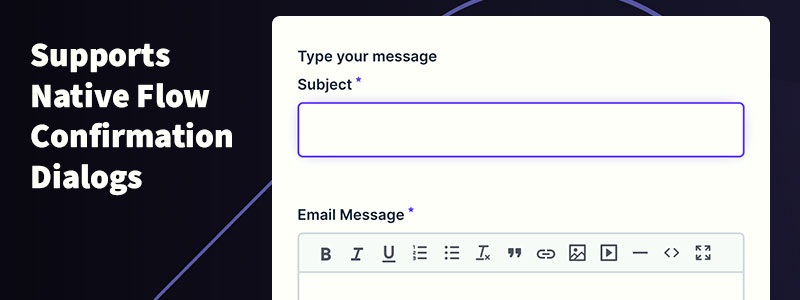 Supports
Native Flow
Confirmation
Dialogs
Type your message
Subject *
Email Message *